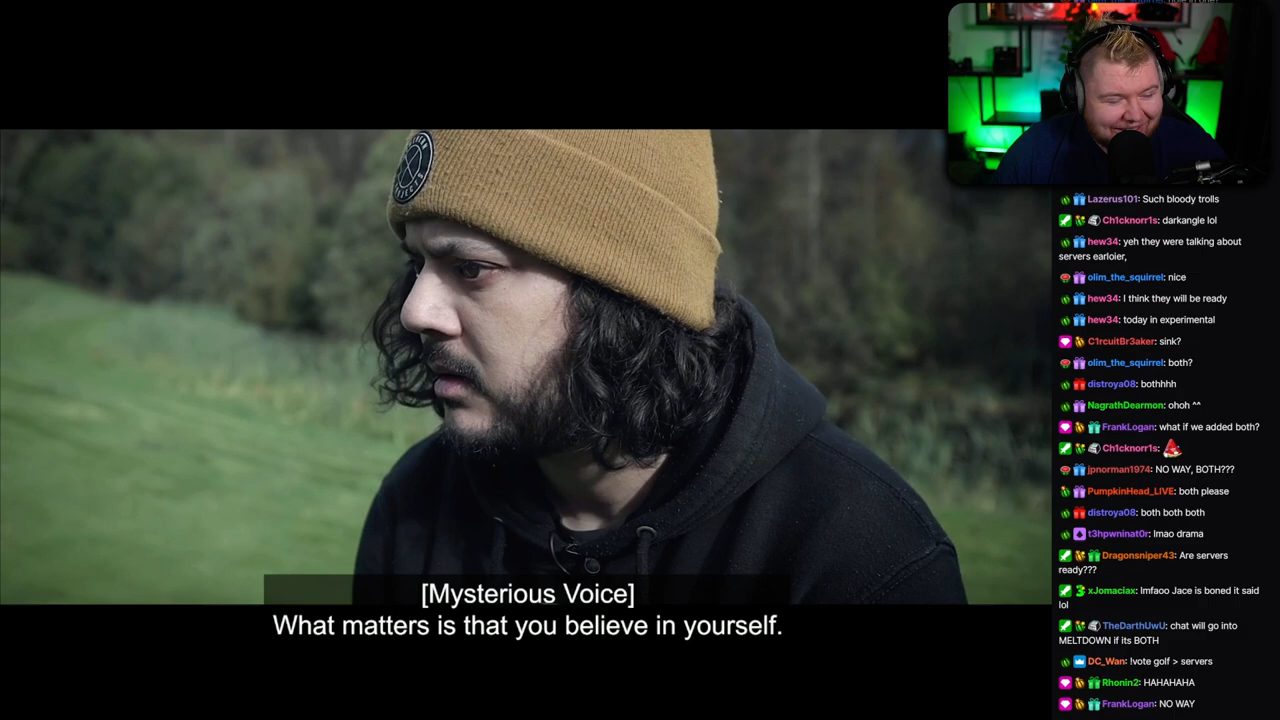 [Mysterious Voice]
What matters is that you believe in yourself.
Lazerus101: Such bloody trolls
Ch1cknorr1s: darkangle lol
hew34: yeh they were talking about
servers earloier,
olim_the_squirrel: nice
hew34: I think they will be ready
hew34: today in experimental
C1rcuitBr3aker: sink?
olim_the_squirrel: both?
distroya08: bothhhh
NagrathDearmon: ohoh ^^
FrankLogan: what if we added both?
Ch1cknorr1s:
jpnorman1974: NO WAY, BOTH???
PumpkinHead_LIVE: both please
distroya08: both both both
t3hpwninat0r: lmao drama
Dragonsniper43: Are servers
ready???
xJomaciax: lmfaoo Jace is boned it said
lol
TheDarthUwU: chat will go into
MELTDOWN if its BOTH
DC_Wan: !vote golf > servers
Rhonin2: HAHAHAHA
FrankLogan: NO WAY